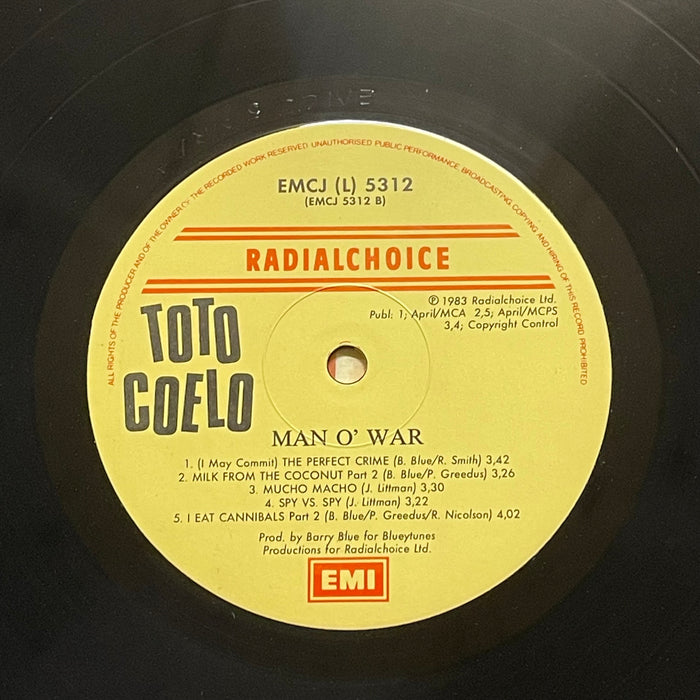 ALL RIGHTS OF THE PRODUCER AND OF THE OWNER OF THE RECORDED WORK RESERVED UNAUTHORISED PUBLIC PERFORMANCE BROADCASTING COPYING AND HIRING OF THIS RECORD PROHIBITED
EMCJ (L) 5312
(EMCJ 5312 B)
RADIALCHOICE
℗ 1983 Radialchoice Ltd.
Publ: 1; April/MCA 2,5; April/MCPS
3,4; Copyright Control
TOTO
COELO
MAN O' WAR
1. (I May Commit) THE PERFECT CRIME (B. Blue/R. Smith) 3,42
2. MILK FROM THE COCONUT Part 2 (B. Blue/P. Greedus) 3,26
3. MUCHO MACHO (J. Littman) 3,30
4. SPY VS. SPY (J. Littman) 3,22
5. I EAT CANNIBALS Part 2 (B. Blue/P. Greedus/R. Nicolson) 4,02
Prod. by Barry Blue for Blueytunes
Productions for Radialchoice Ltd.
EMI